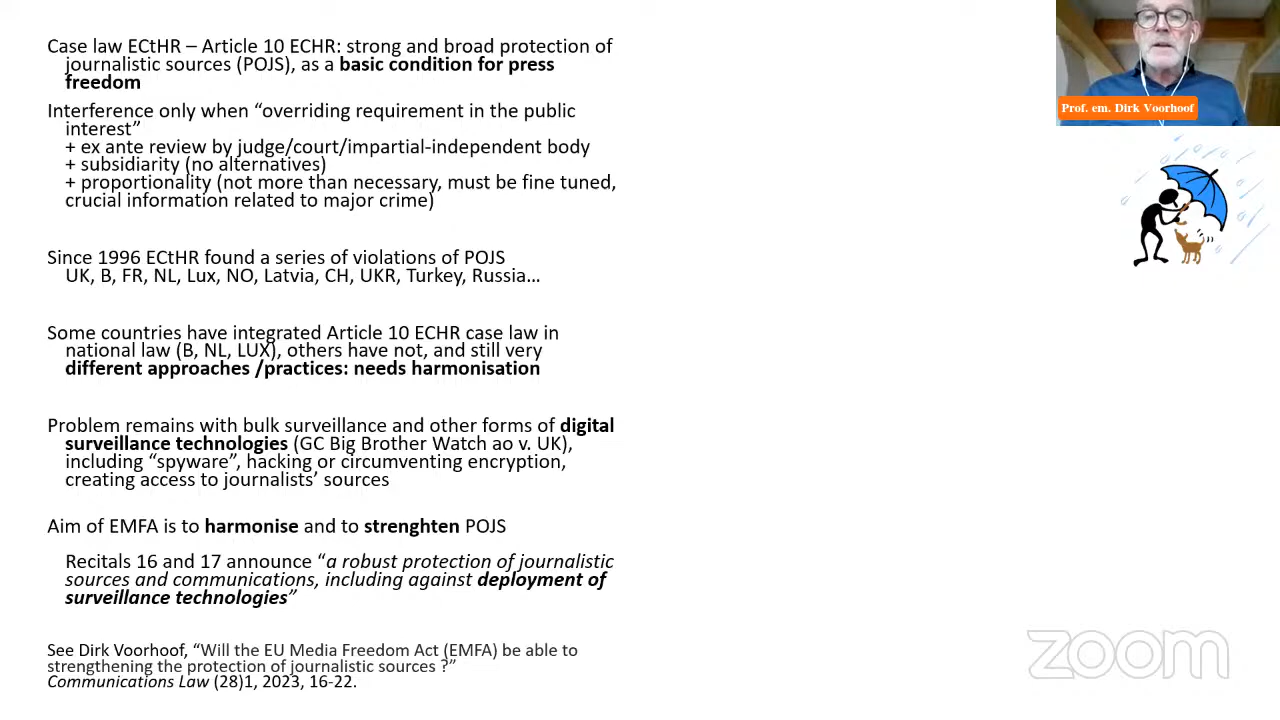 Case law ECtHR – Article 10 ECHR: strong and broad protection of
journalistic sources (POJS), as a basic condition for press
freedom
Interference only when “overriding requirement in the public
interest”
+ ex ante review by judge/court/impartial-independent body
+ subsidiarity (no alternatives)
+ proportionality (not more than necessary, must be fine tuned,
crucial information related to major crime)
Since 1996 ECtHR found a series of violations of POJS
UK, B, FR, NL, Lux, NO, Latvia, CH, UKR, Turkey, Russia…
Some countries have integrated Article 10 ECHR case law in
national law (B, NL, LUX), others have not, and still very
different approaches /practices: needs harmonisation
Problem remains with bulk surveillance and other forms of digital
surveillance technologies (GC Big Brother Watch ao v. UK),
including “spyware”, hacking or circumventing encryption,
creating access to journalists’ sources
Aim of EMFA is to harmonise and to strenghten POJS
Recitals 16 and 17 announce “a robust protection of journalistic
sources and communications, including against deployment of
surveillance technologies”
See Dirk Voorhoof, “Will the EU Media Freedom Act (EMFA) be able to
strengthening the protection of journalistic sources ?”
Communications Law (28)1, 2023, 16-22.
Prof. em. Dirk Voorhoof
zoom